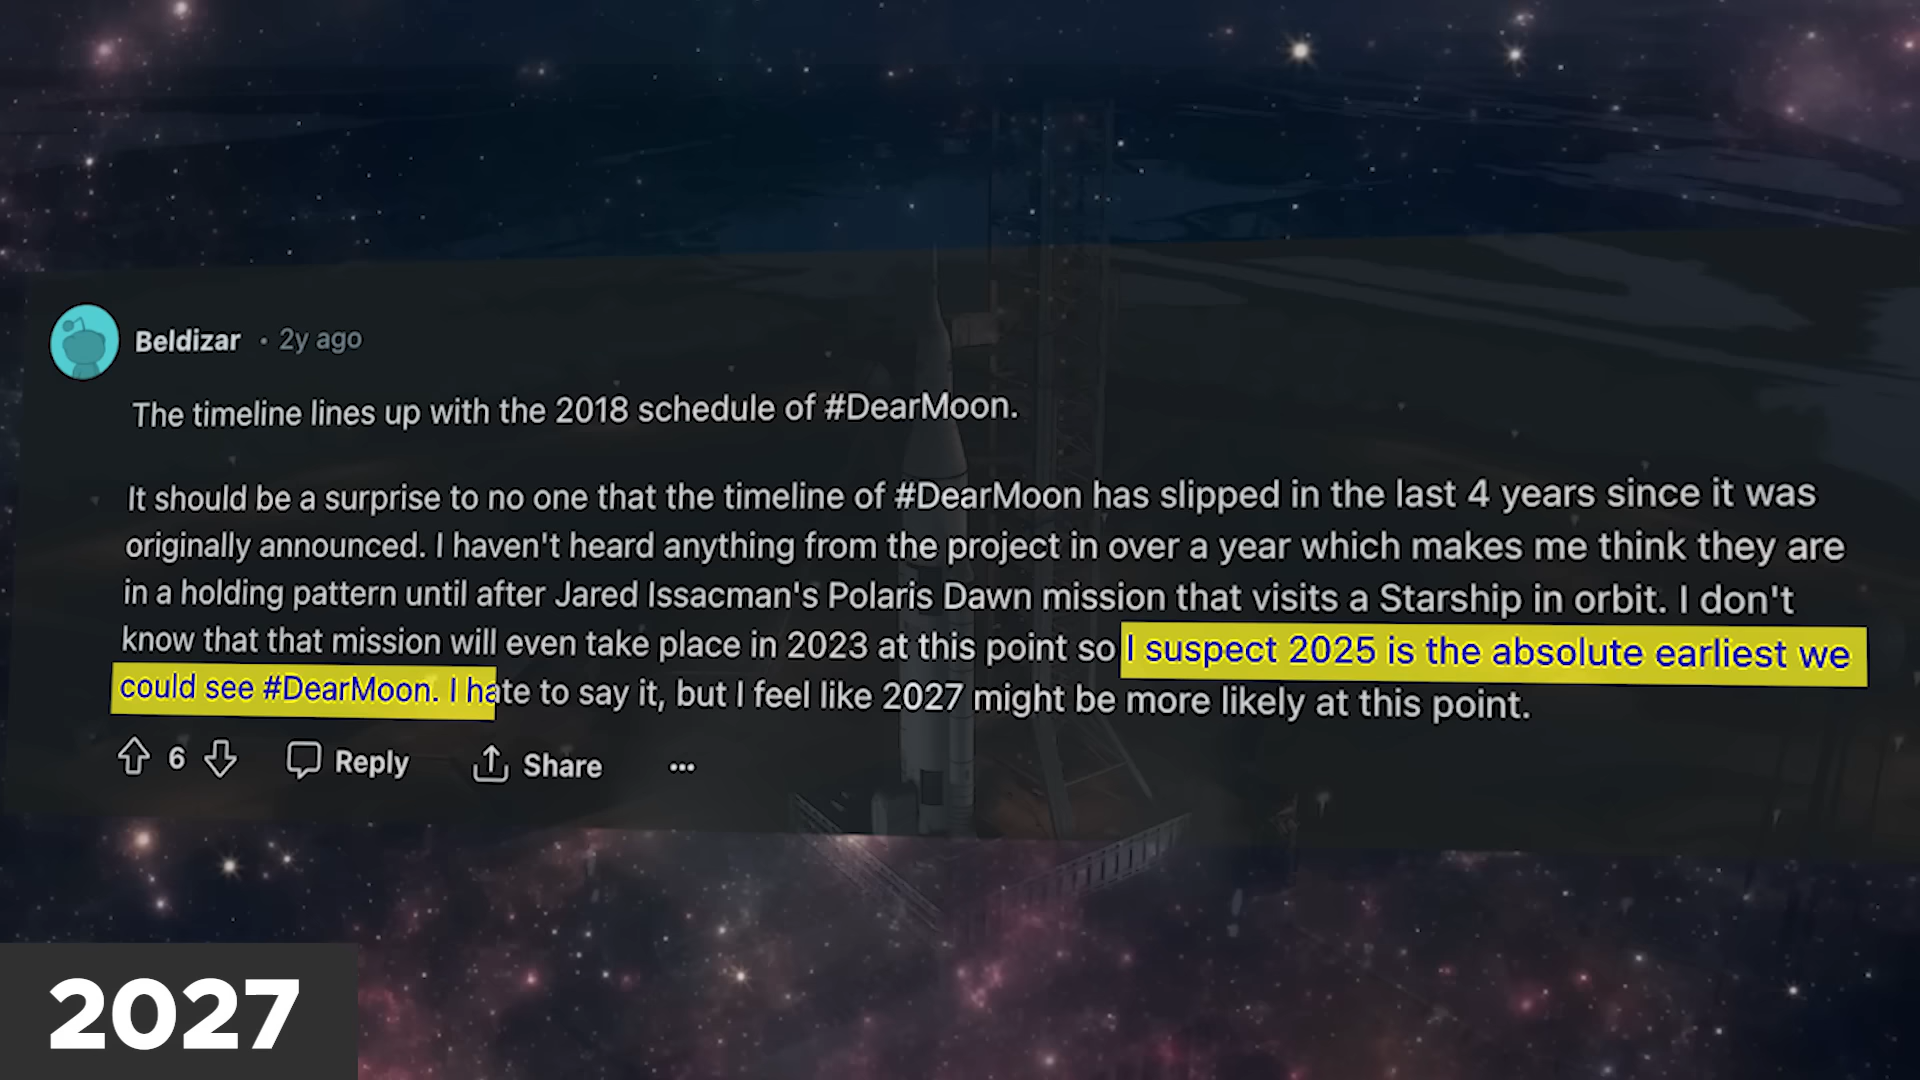 Beldizar • 2y ago
The timeline lines up with the 2018 schedule of #DearMoon.
It should be a surprise to no one that the timeline of #DearMoon has slipped in the last 4 years since it was
originally announced. I haven't heard anything from the project in over a year which makes me think they are
in a holding pattern until after Jared Issacman's Polaris Dawn mission that visits a Starship in orbit. I don't
know that that mission will even take place in 2023 at this point so I suspect 2025 is the absolute earliest we
could see #DearMoon. I hate to say it, but I feel like 2027 might be more likely at this point.
6 Reply Share ...
2027